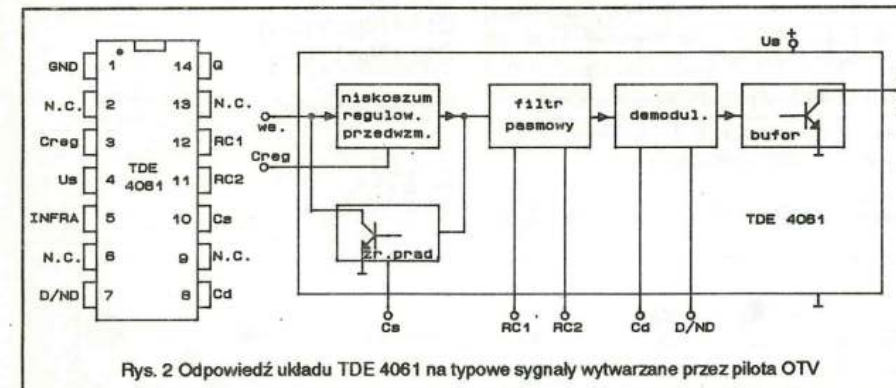 GND 1 14 Q
N.C. 2 13 N.C.
Creg 3 12 RC1
Us 4 11 RC2
INFRA 5 10 Cs
N.C. 6 9 N.C.
D/ND 7 8 Cd
TDE
4061
we.
Creg
niskoszum
regulow.
przedwzm.
filtr
pasmowy
demodul.
bufor
Us +
źr.prąd
TDE 4061
Cs
RC1
RC2
Cd
D/ND
Rys. 2 Odpowiedź układu TDE 4061 na typowe sygnały wytwarzane przez pilota OTV